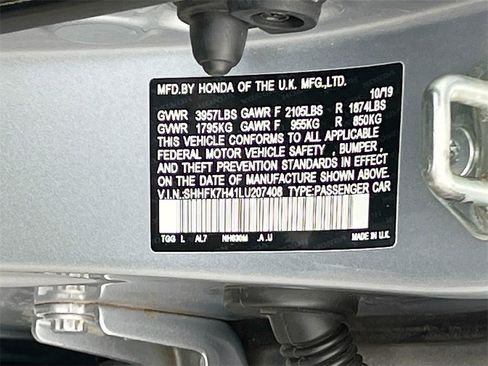 MFD.BY HONDA OF THE U.K. MFG.,LTD.
10/19
GVWR 3957LBS GAWR F 2105LBS R 1874LBS
GVWR 1795KG GAWR F 955KG R 850KG
THIS VEHICLE CONFORMS TO ALL APPLICABLE
FEDERAL MOTOR VEHICLE SAFETY , BUMPER ,
AND THEFT PREVENTION STANDARDS IN EFFECT
ON THE DATE OF MANUFACTURE SHOWN ABOVE.
V.I.N.:SHHFK7H41LU207408 TYPE:PASSENGER CAR
TGG L AL7 NH830M .A .U MADE IN U.K.